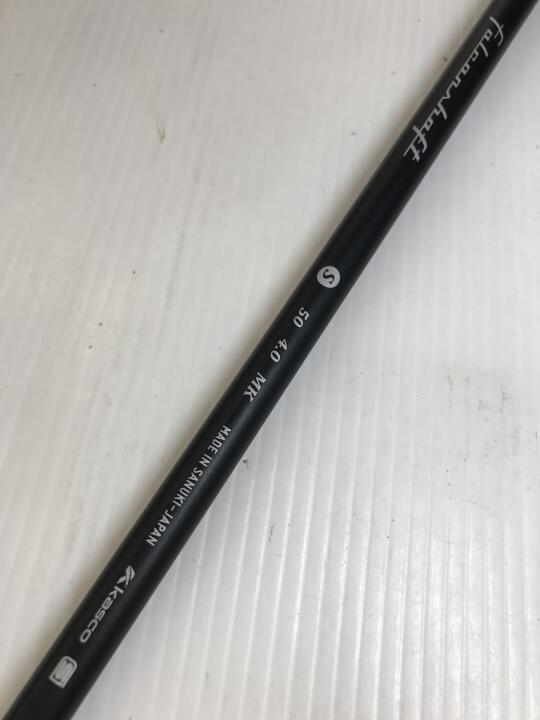 falconshaft
S 50 4.0 MK
MADE IN SANUKI-JAPAN
Kasco